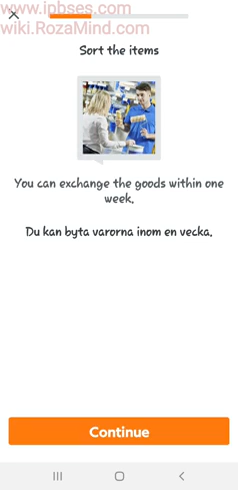 www.ipbses.com
wiki.RozaMind.com
Sort the items
You can exchange the goods within one
week.
Du kan byta varorna inom en vecka.
Continue